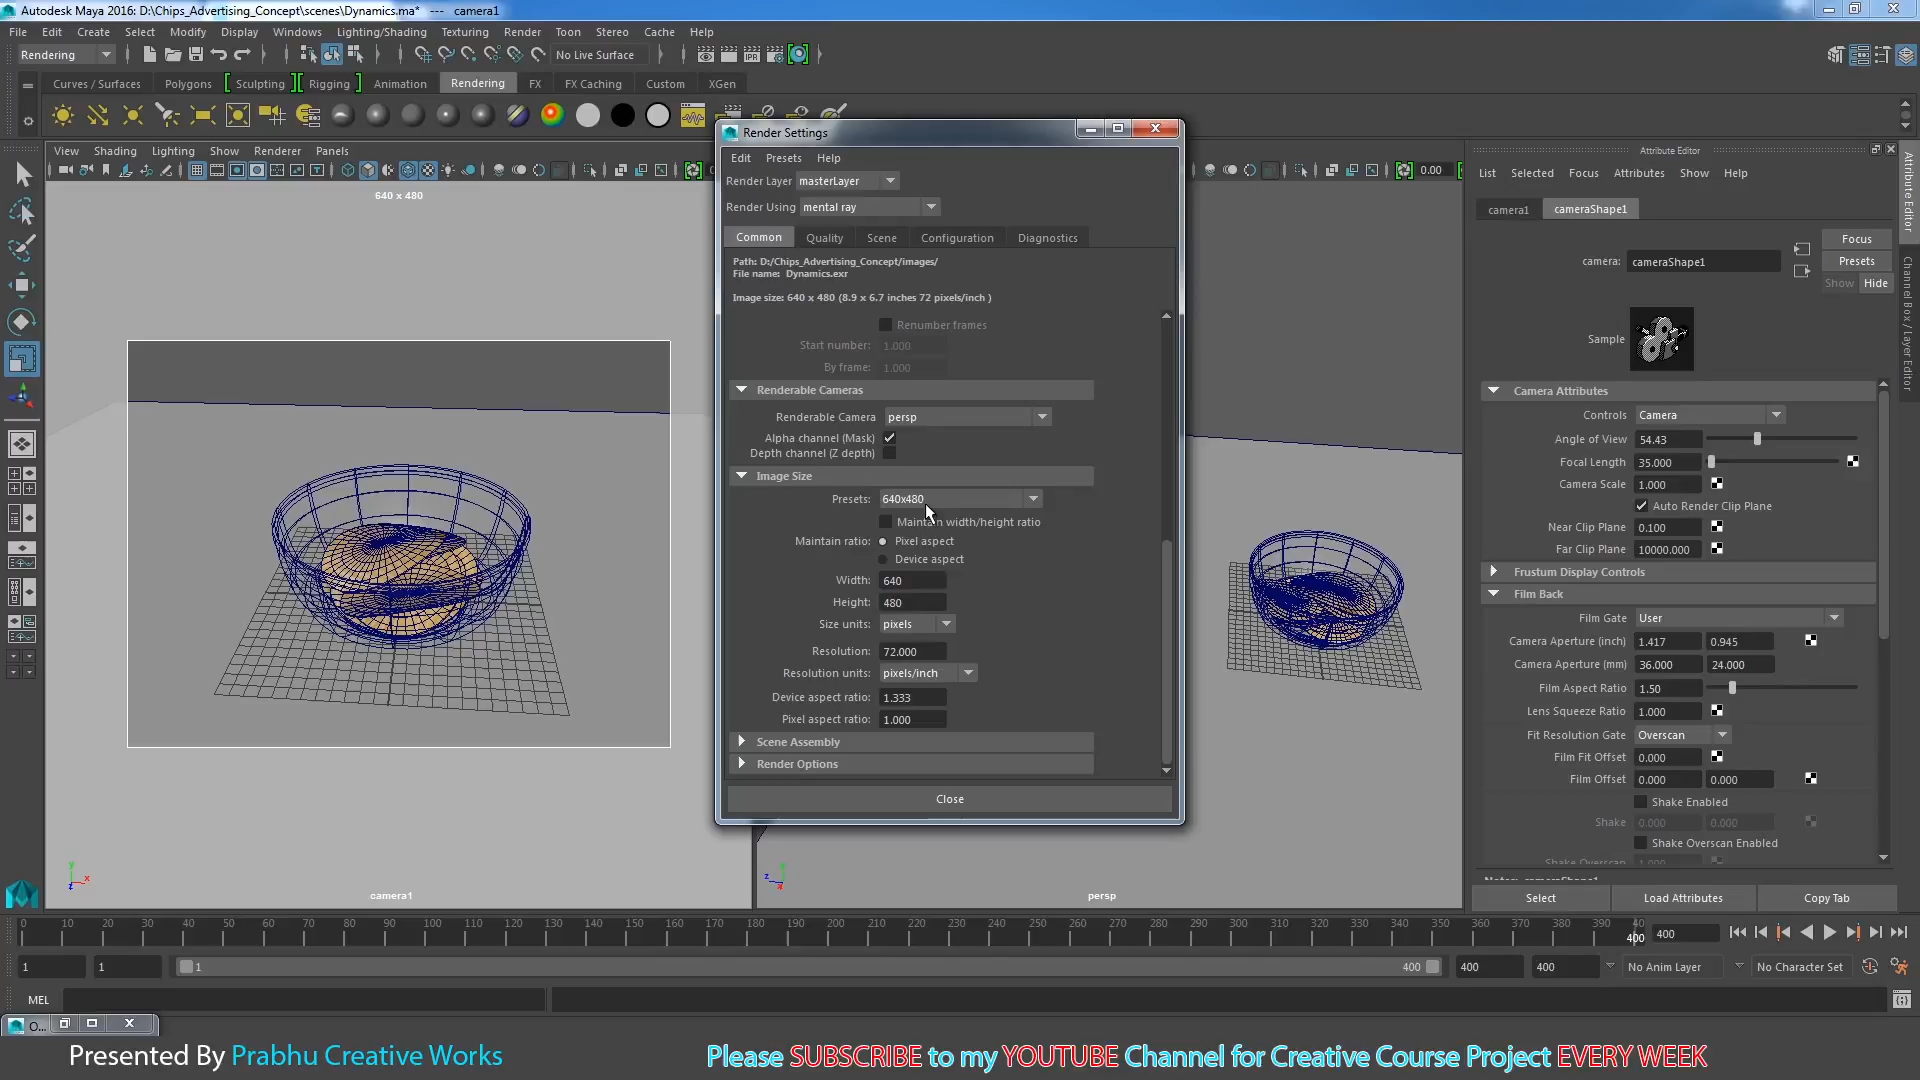 Autodesk Maya 2016: D:\Chips_Advertising_Concept\scenes\Dynamics.ma* --- camera1
File Edit Create Select Modify Display Windows Lighting/Shading Texturing Render Toon Stereo Cache Help
Rendering No Live Surface
Curves / Surfaces Polygons Sculpting Rigging Animation Rendering FX FX Caching Custom XGen
View Shading Lighting Show Renderer Panels
640 x 480
camera1
Render Settings
Edit Presets Help
Render Layer masterLayer
Render Using mental ray
Common Quality Scene Configuration Diagnostics
Path: D:/Chips_Advertising_Concept/images/
File name: Dynamics.exr
Image size: 640 x 480 (8.9 x 6.7 inches 72 pixels/inch )
Renumber frames
Start number: 1.000
By frame: 1.000
Renderable Cameras
Renderable Camera persp
Alpha channel (Mask)
Depth channel (Z depth)
Image Size
Presets: 640x480
Maintain width/height ratio
Maintain ratio: Pixel aspect
Device aspect
Width: 640
Height: 480
Size units: pixels
Resolution: 72.000
Resolution units: pixels/inch
Device aspect ratio: 1.333
Pixel aspect ratio: 1.000
Scene Assembly
Render Options
Close
0.00
persp
Attribute Editor
List Selected Focus Attributes Show Help
camera1 cameraShape1
camera: cameraShape1
Focus
Presets
Show Hide
Sample
Camera Attributes
Controls Camera
Angle of View 54.43
Focal Length 35.000
Camera Scale 1.000
Auto Render Clip Plane
Near Clip Plane 0.100
Far Clip Plane 10000.000
Frustum Display Controls
Film Back
Film Gate User
Camera Aperture (inch) 1.417 0.945
Camera Aperture (mm) 36.000 24.000
Film Aspect Ratio 1.50
Lens Squeeze Ratio 1.000
Fit Resolution Gate Overscan
Film Fit Offset 0.000
Film Offset 0.000 0.000
Shake Enabled
Shake 0.000 0.000
Shake Overscan Enabled
Select Load Attributes Copy Tab
Attribute Editor
Channel Box / Layer Editor
0 10 20 30 40 50 60 70 80 90 100 110 120 130 140 150 160 170 180 190 200 210 220 230 240 250 260 270 280 290 300 310 320 330 340 350 360 370 380 390 40
400 400
1 1 1 400 400 400 No Anim Layer No Character Set
MEL
O...
Presented By Prabhu Creative Works
Please SUBSCRIBE to my YOUTUBE Channel for Creative Course Project EVERY WEEK